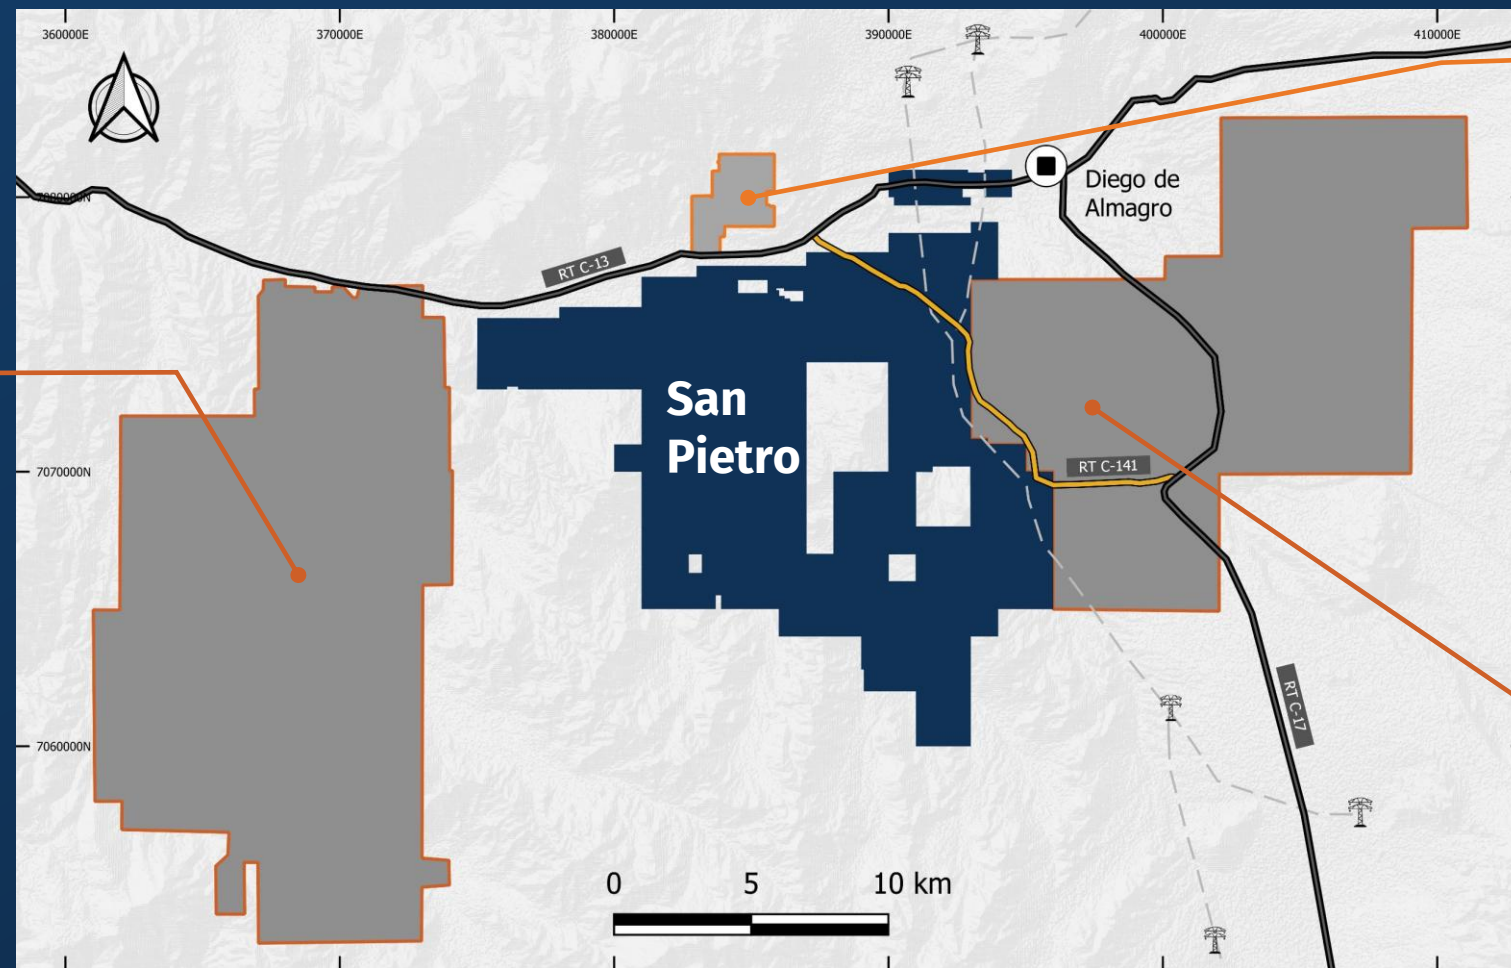 360000E
370000E
380000E
390000E
400000E
410000E
7080000N
Diego de
Almagro
RT C-13
San
Pietro
7070000N
RT C-141
RT C-17
7060000N
0 5 10 km